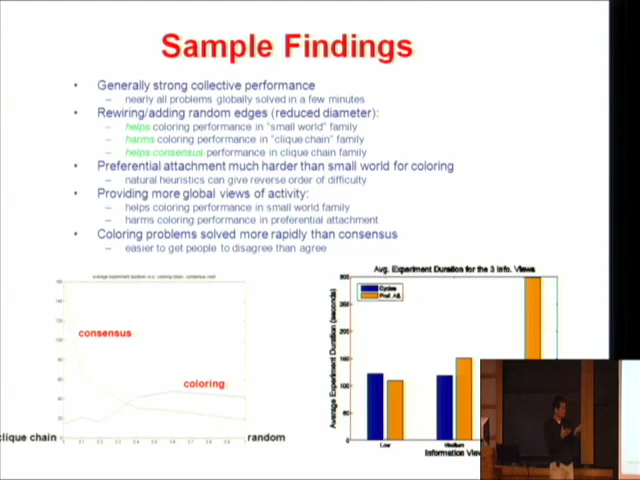 Sample Findings
• Generally strong collective performance
– nearly all problems globally solved in a few minutes
• Rewiring/adding random edges (reduced diameter):
– helps coloring performance in "small world" family
– harms coloring performance in "clique chain" family
– helps consensus performance in clique chain family
• Preferential attachment much harder than small world for coloring
– natural heuristics can give reverse order of difficulty
• Providing more global views of activity:
– helps coloring performance in small world family
– harms coloring performance in preferential attachment
• Coloring problems solved more rapidly than consensus
– easier to get people to disagree than agree
consensus
coloring
clique chain
random
Avg. Experiment Duration for the 3 Info. Views
Cycles
Pref. Att.
Average Experiment Duration (seconds)
Low
Medium
Information View